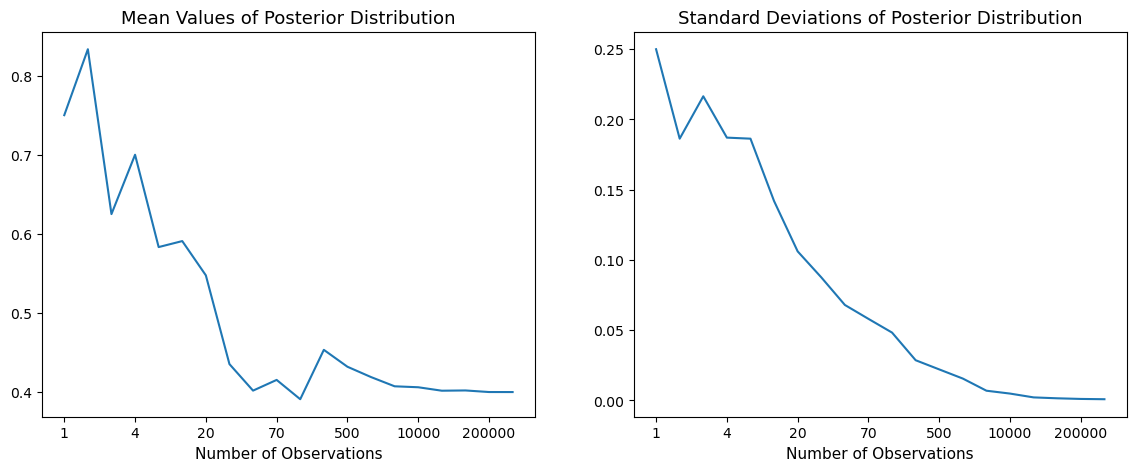 Mean Values of Posterior Distribution
0.8
0.7
0.6
0.5
0.4
1 4 20 70 500 10000 200000
Number of Observations
Standard Deviations of Posterior Distribution
0.25
0.20
0.15
0.10
0.05
0.00
1 4 20 70 500 10000 200000
Number of Observations